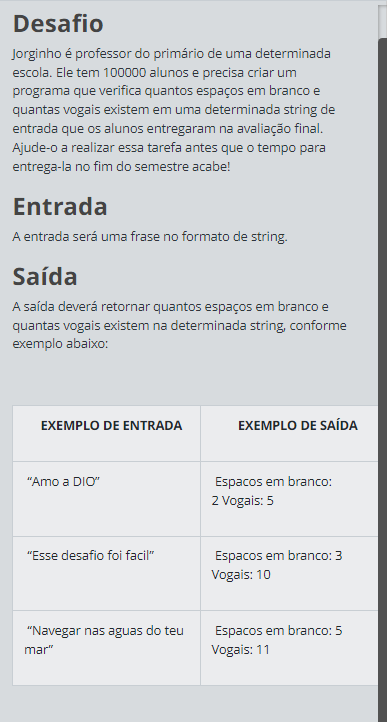 Desafio
Jorginho é professor do primário de uma determinada
escola. Ele tem 100000 alunos e precisa criar um
programa que verifica quantos espaços em branco e
quantas vogais existem em uma determinada string de
entrada que os alunos entregaram na avaliação final.
Ajude-o a realizar essa tarefa antes que o tempo para
entrega-la no fim do semestre acabe!
Entrada
A entrada será uma frase no formato de string.
Saída
A saída deverá retornar quantos espaços em branco e
quantas vogais existem na determinada string, conforme
exemplo abaixo:
EXEMPLO DE ENTRADA
EXEMPLO DE SAÍDA
“Amo a DIO”
Espacos em branco:
2 Vogais: 5
“Esse desafio foi facil”
Espacos em branco: 3
Vogais: 10
“Navegar nas aguas do teu
mar”
Espacos em branco: 5
Vogais: 11